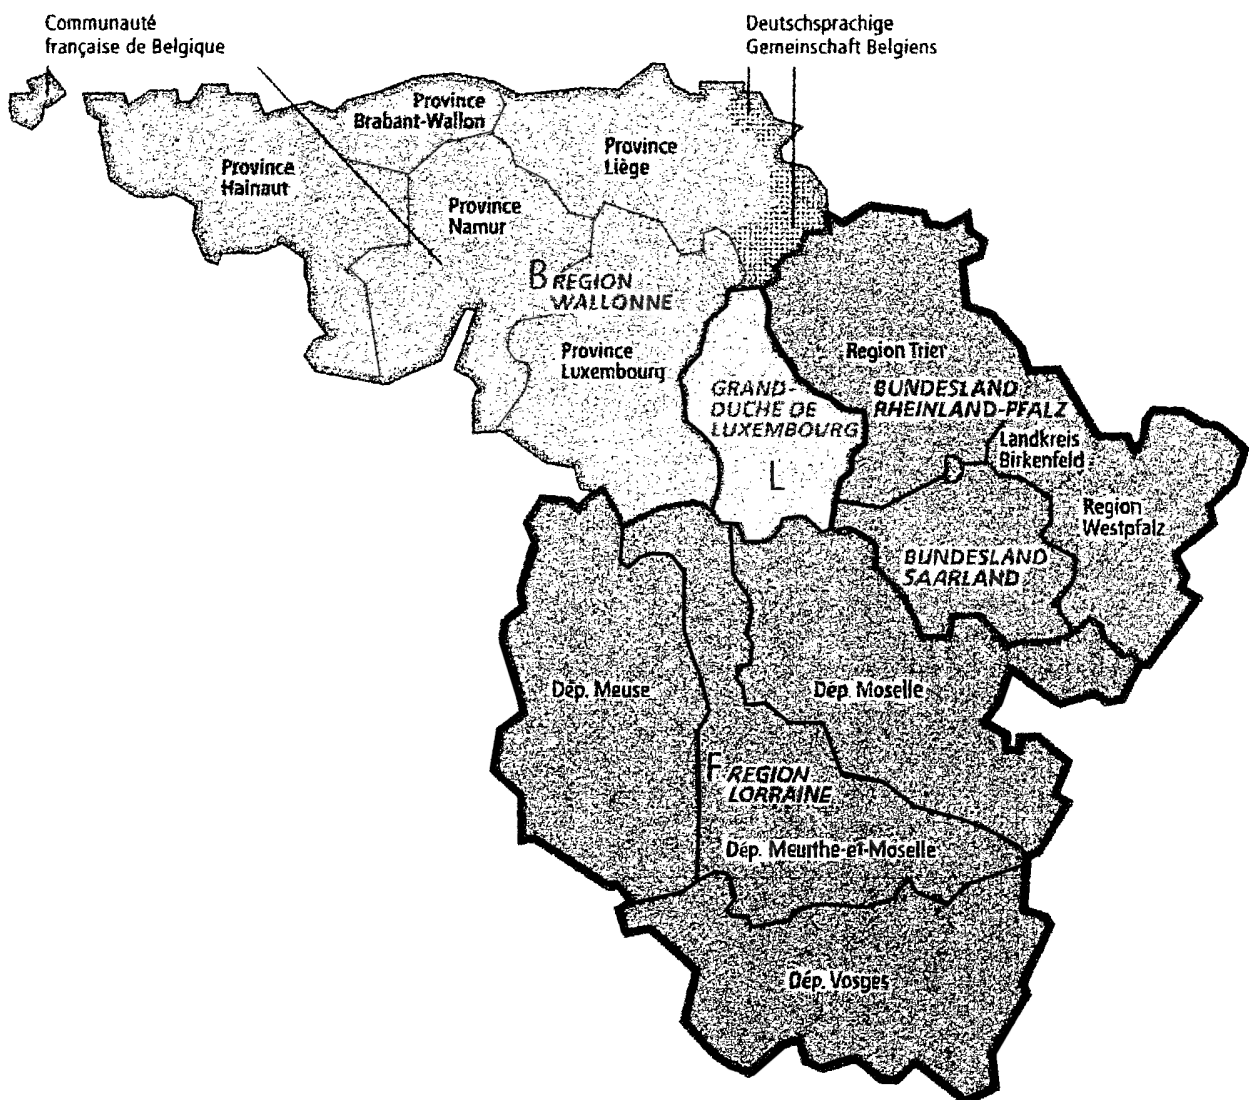 Communauté
française de Belgique
Deutschsprachige
Gemeinschaft Belgiens
Province
Brabant-Wallon
Province
Hainaut
Province
Liège
Province
Namur
B REGION
WALLONNE
Province
Luxembourg
GRAND-
DUCHE DE
LUXEMBOURG
L
Region Trier
BUNDESLAND
RHEINLAND-PFALZ
Landkreis
Birkenfeld
Region
Westpfalz
BUNDESLAND
SAARLAND
Dép. Meuse
Dép. Moselle
F REGION
LORRAINE
Dép. Meurthe-et-Moselle
Dép. Vosges